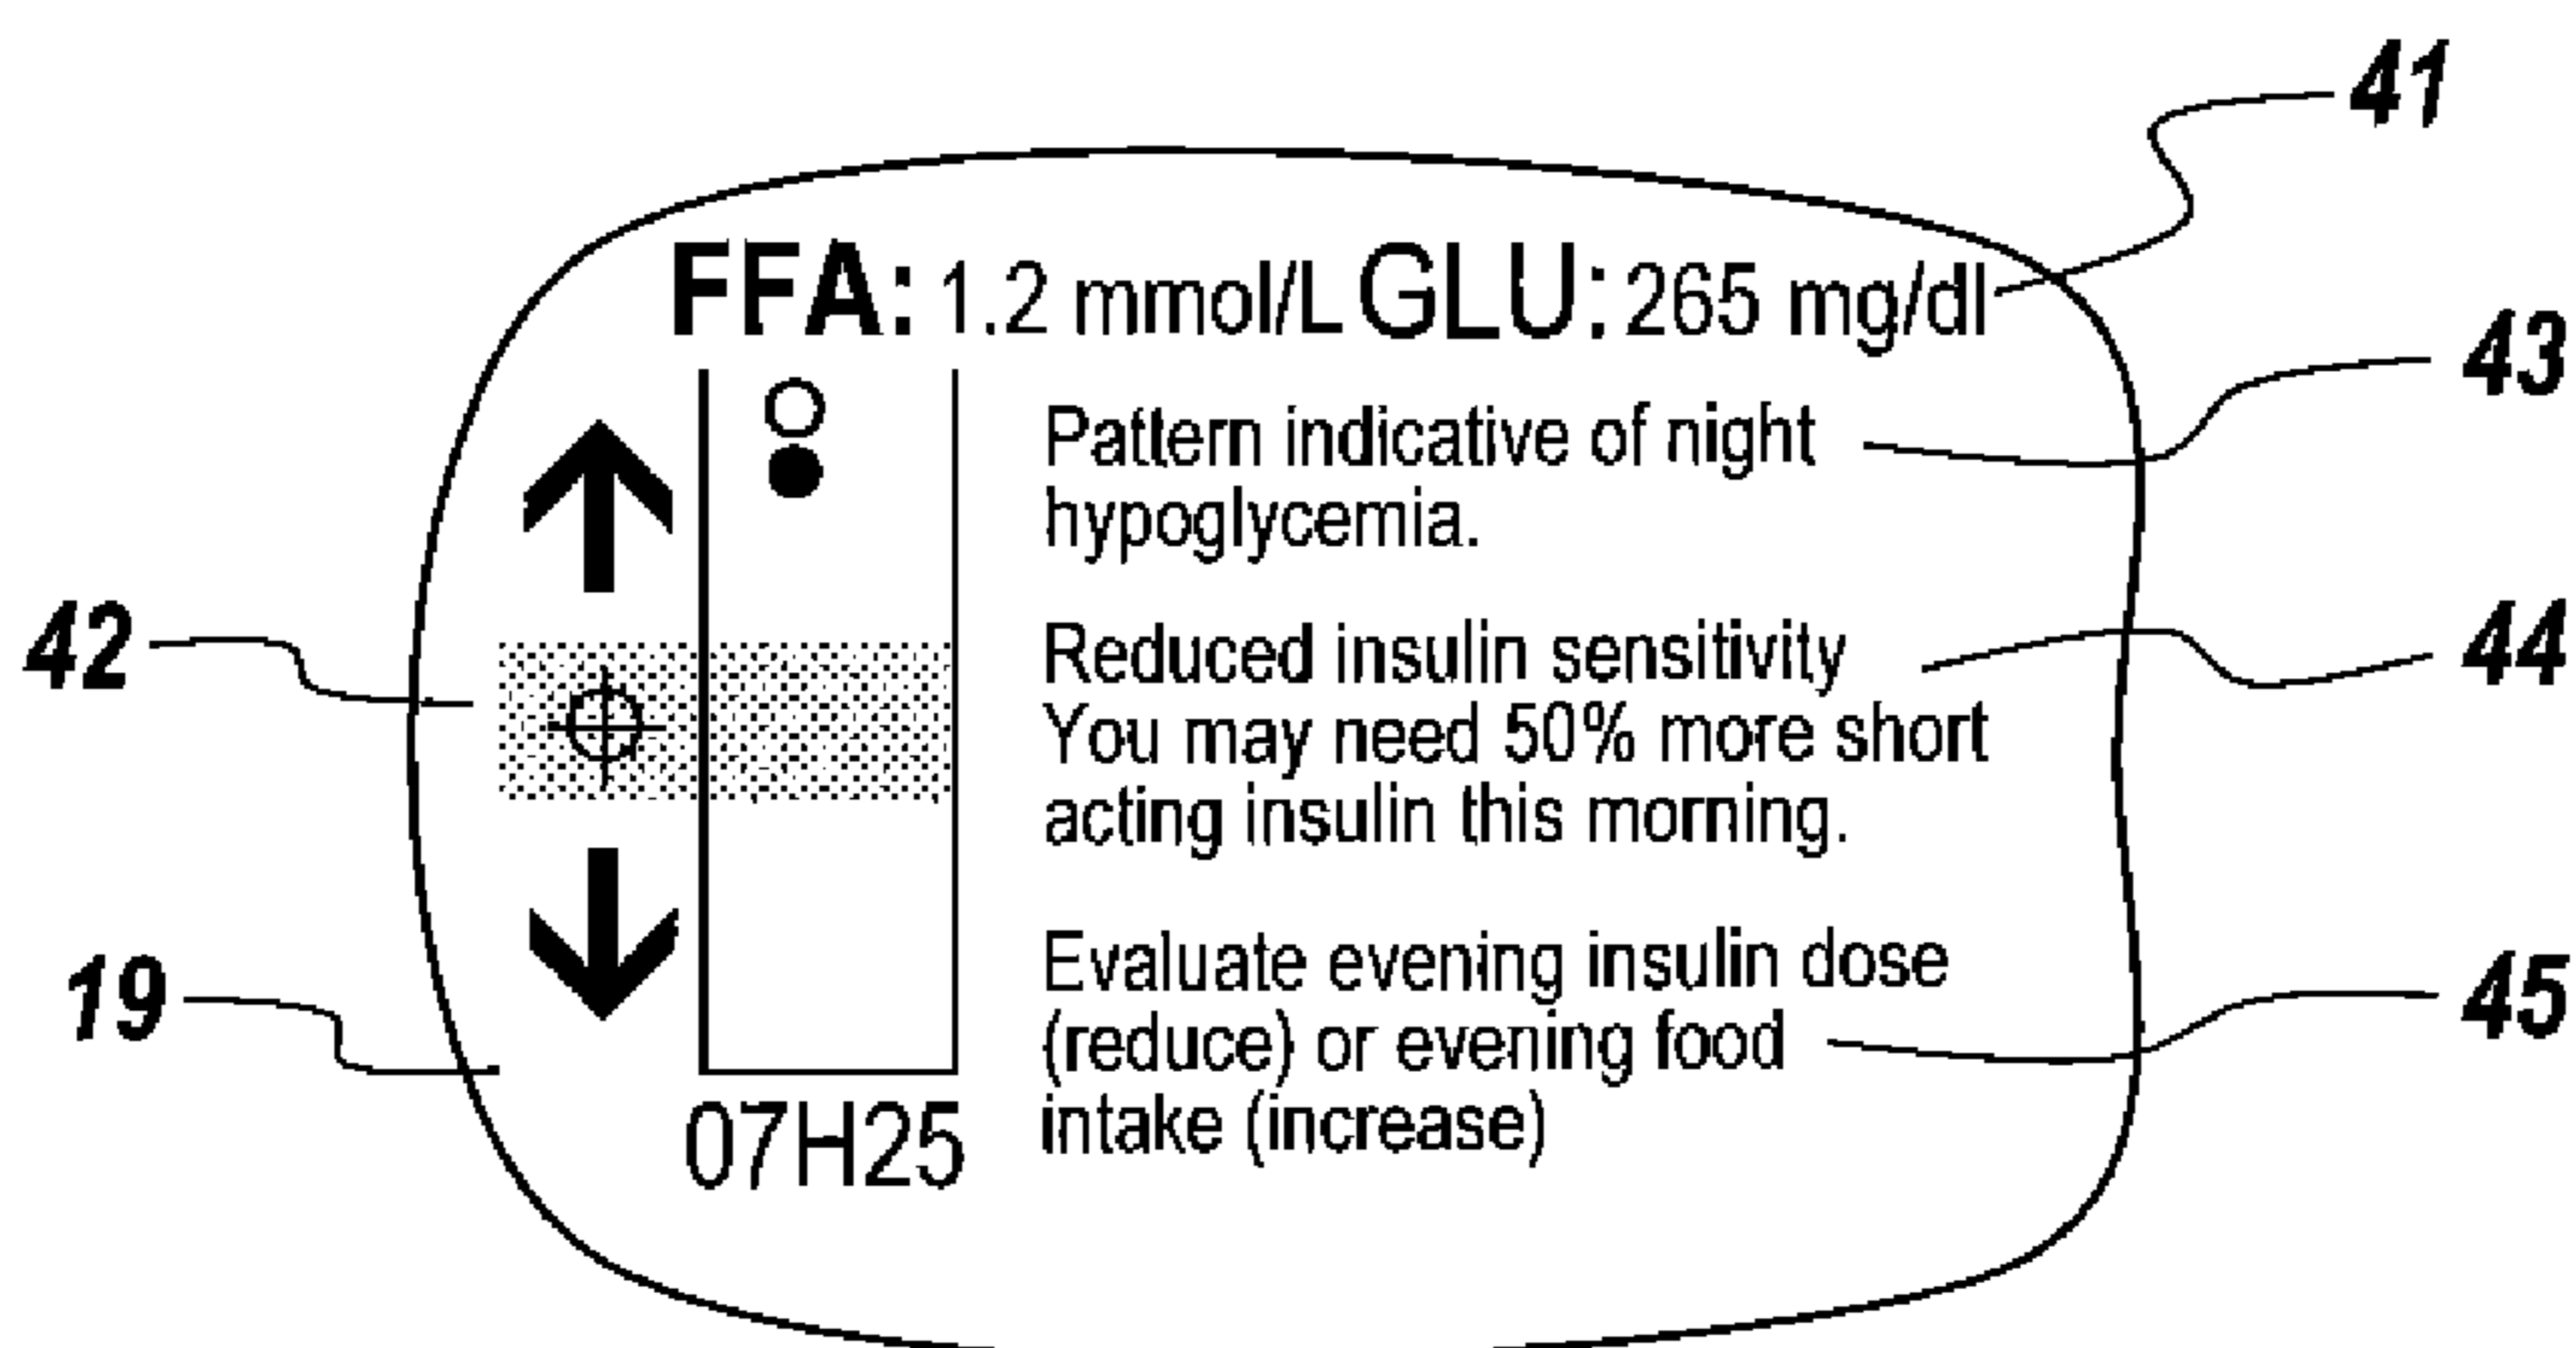 41
FFA: 1.2 mmol/L GLU: 265 mg/dl
43
Pattern indicative of night
hypoglycemia.
42
44
Reduced insulin sensitivity
You may need 50% more short
acting insulin this morning.
19
45
Evaluate evening insulin dose
(reduce) or evening food
intake (increase)
07H25